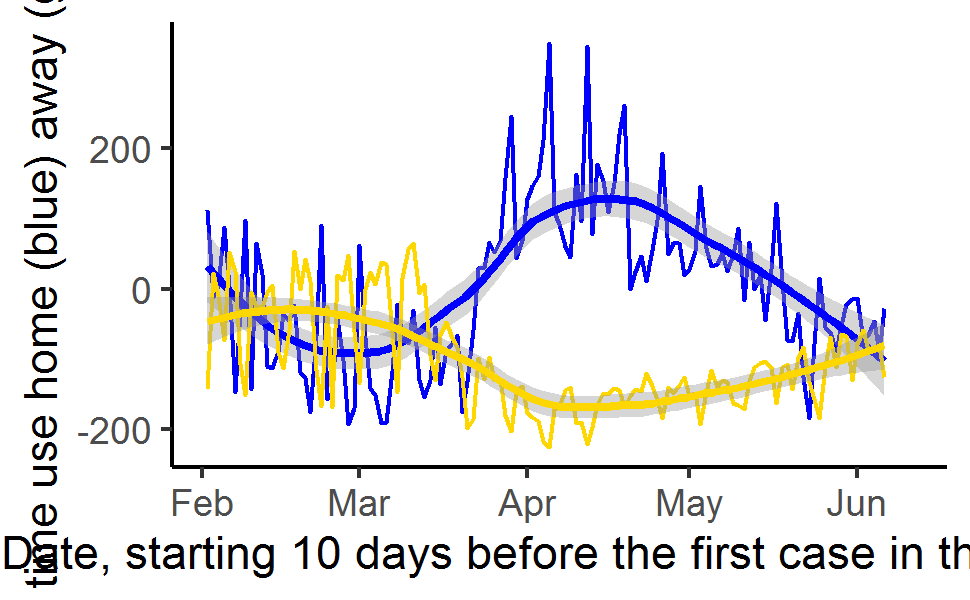 time use home (blue) away (
200
0
-200
Feb Mar Apr May Jun
Date, starting 10 days before the first case in th